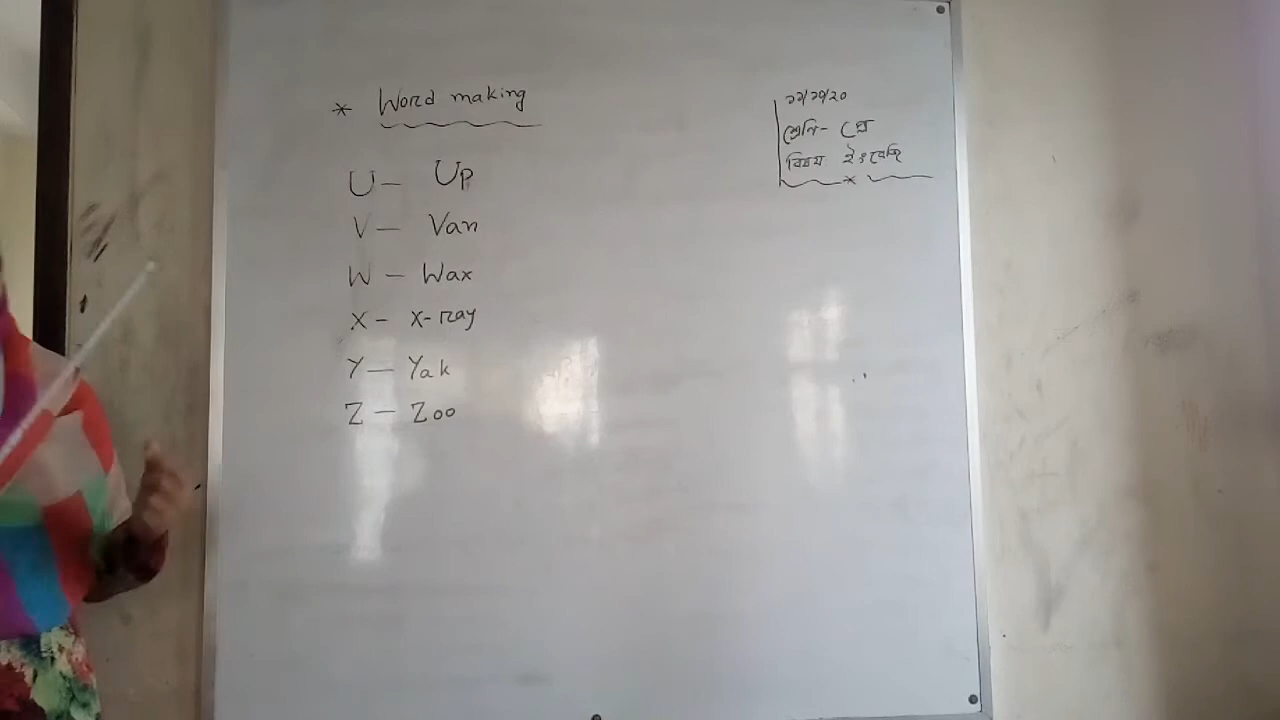 * Word making
U — Up
V — Van
W — Wax
X - X-ray
Y — Yak
Z — Zoo
শ্রেনি- প্লে
বিষয় ইংরেজি